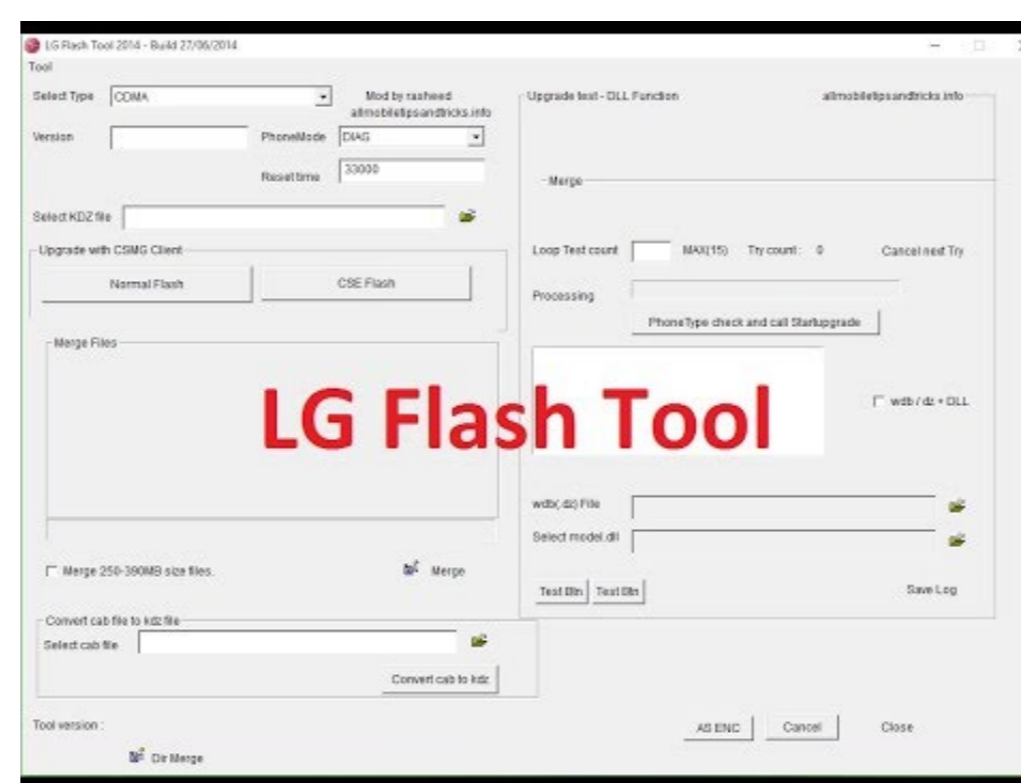 LG Flash Tool 2014 - Build 27/06/2014
Tool
Select Type CDMA
Mod by rasheed
allmobiletipsandtricks.info
Version
PhoneMode DIAG
Reset time 33000
Select KDZ file
Upgrade with CSMG Client
Normal Flash CSE Flash
Merge Files
Merge 250-390MB size files.
Merge
Convert cab file to kdz file
Select cab file
Convert cab to kdz
Tool version :
Dir Merge
Upgrade test - DLL Function allmobiletipsandtricks.info
Merge
Loop Test count MAX(15) Try count : 0 Cancel next Try
Processing
PhoneType check and call Startupgrade
wdb / dz + DLL
wdb(.dz) File
Select model.dll
Test Btn Test Btn Save Log
AS ENC Cancel Close
LG Flash Tool